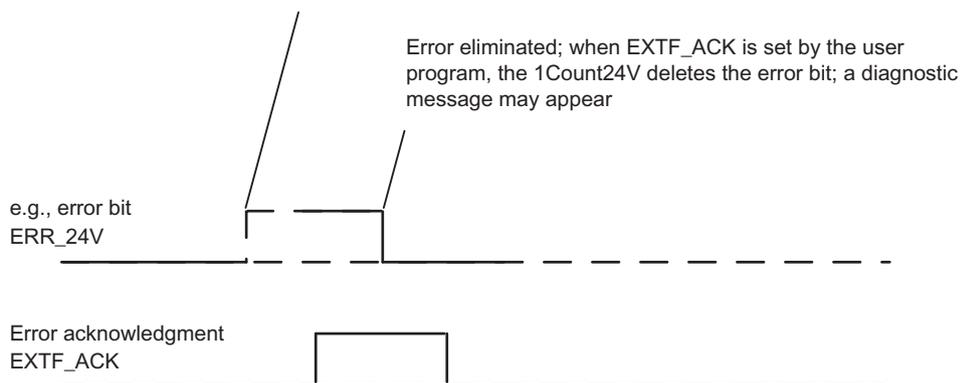 Error eliminated; when EXTF_ACK is set by the user
program, the 1Count24V deletes the error bit; a diagnostic
message may appear
e.g., error bit
ERR_24V
Error acknowledgment
EXTF_ACK